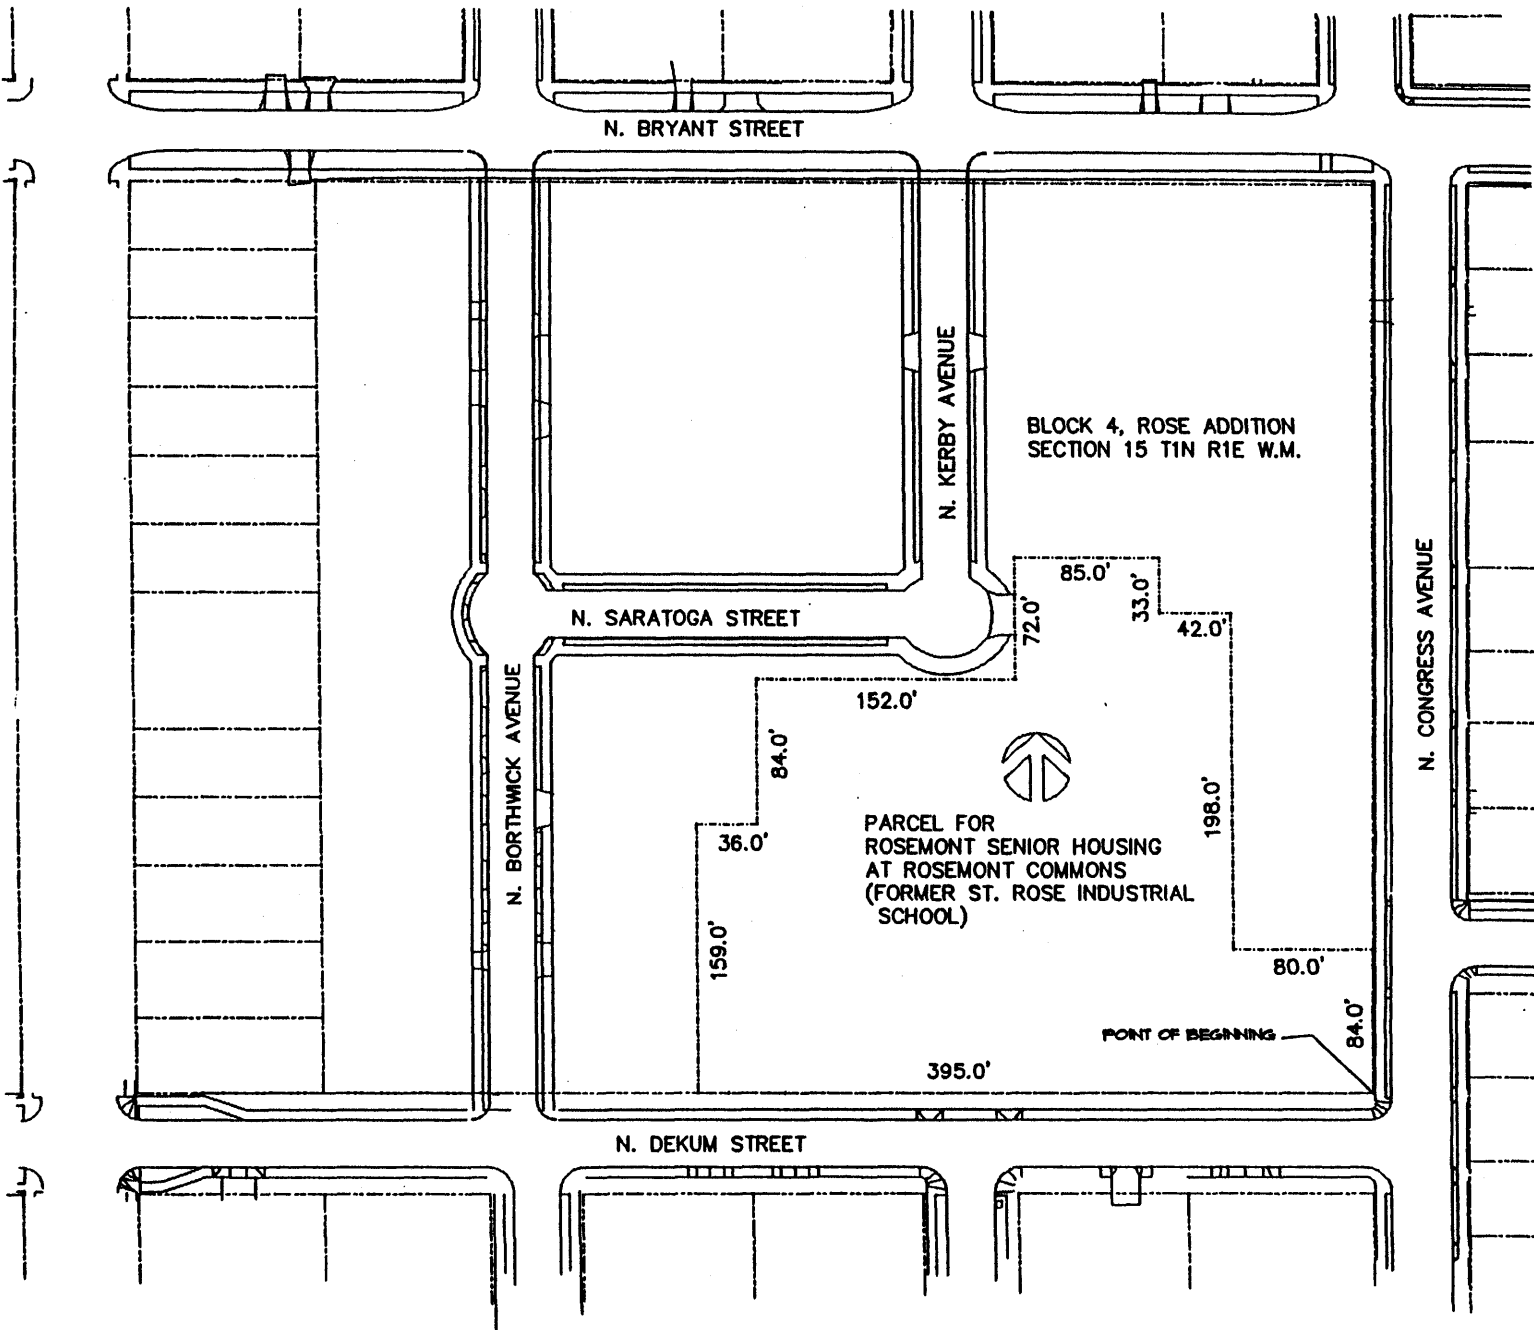 N. BRYANT STREET
N. KERBY AVENUE
BLOCK 4, ROSE ADDITION
SECTION 15 T1N R1E W.M.
N. CONGRESS AVENUE
85.0'
33.0'
72.0'
42.0'
N. SARATOGA STREET
152.0'
N. BORTHWICK AVENUE
84.0'
198.0'
36.0'
PARCEL FOR
ROSEMONT SENIOR HOUSING
AT ROSEMONT COMMONS
(FORMER ST. ROSE INDUSTRIAL
SCHOOL)
159.0'
80.0'
84.0'
POINT OF BEGINNING
395.0'
N. DEKUM STREET